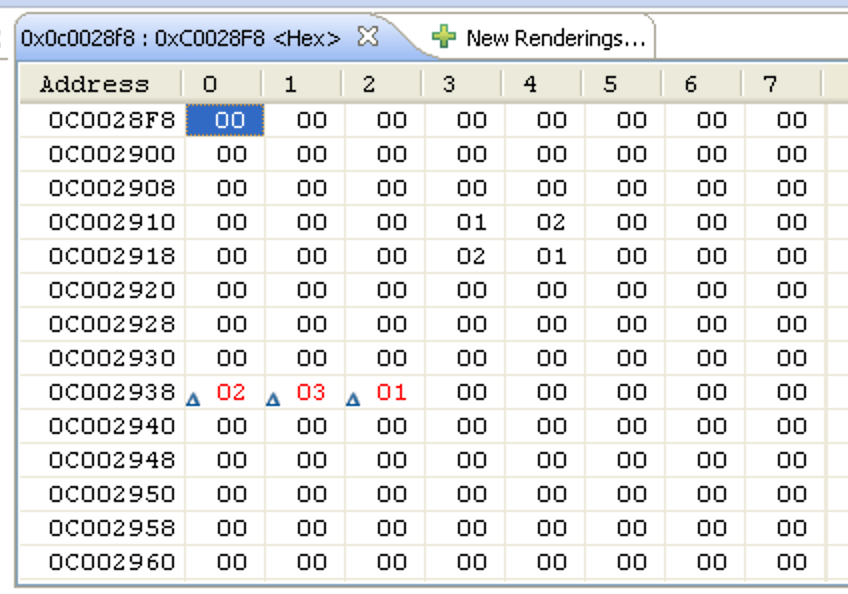 0x0c0028f8 : 0xC0028F8 <Hex> New Renderings...
Address 0 1 2 3 4 5 6 7
0C0028F8 00 00 00 00 00 00 00 00
0C002900 00 00 00 00 00 00 00 00
0C002908 00 00 00 00 00 00 00 00
0C002910 00 00 00 01 02 00 00 00
0C002918 00 00 00 02 01 00 00 00
0C002920 00 00 00 00 00 00 00 00
0C002928 00 00 00 00 00 00 00 00
0C002930 00 00 00 00 00 00 00 00
0C002938 02 03 01 00 00 00 00 00
0C002940 00 00 00 00 00 00 00 00
0C002948 00 00 00 00 00 00 00 00
0C002950 00 00 00 00 00 00 00 00
0C002958 00 00 00 00 00 00 00 00
0C002960 00 00 00 00 00 00 00 00